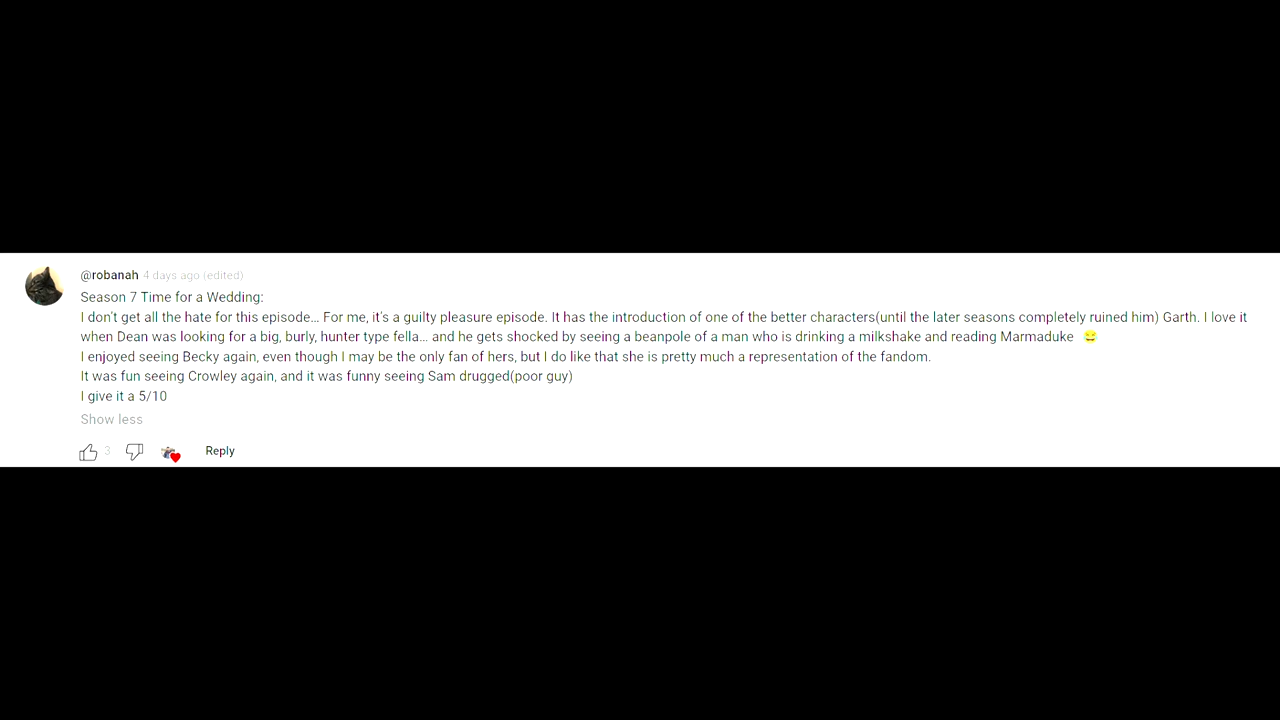 @robanah 4 days ago (edited)
Season 7 Time for a Wedding:
I don't get all the hate for this episode... For me, it's a guilty pleasure episode. It has the introduction of one of the better characters(until the later seasons completely ruined him) Garth. I love it
when Dean was looking for a big, burly, hunter type fella... and he gets shocked by seeing a beanpole of a man who is drinking a milkshake and reading Marmaduke 😆
I enjoyed seeing Becky again, even though I may be the only fan of hers, but I do like that she is pretty much a representation of the fandom.
It was fun seeing Crowley again, and it was funny seeing Sam drugged(poor guy)
I give it a 5/10
Show less
3 Reply